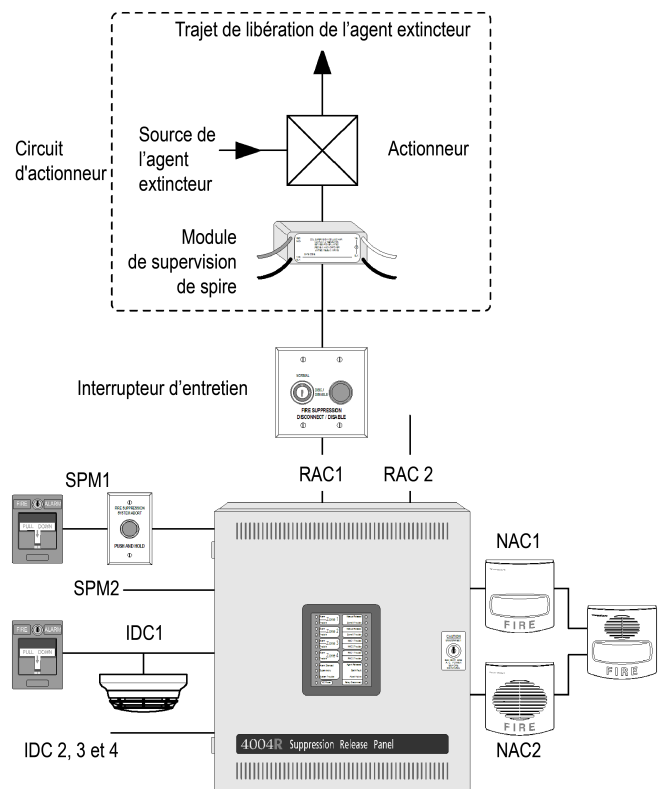 Trajet de libération de l'agent extincteur
Circuit
d'actionneur
Source de
l'agent
extincteur
Actionneur
Module
de supervision
de spire
Interrupteur d'entretien
NORMAL
FIRE SUPPRESSION
DISCONNECT / DISABLE
RAC1
RAC 2
SPM1
FIRE ALARM
PULL DOWN
FIRE SUPPRESSION
SYSTEM ABORT
PUSH AND HOLD
SPM2
IDC1
FIRE ALARM
PULL DOWN
IDC 2, 3 et 4
4004R Suppression Release Panel
NAC1
FIRE
FIRE
FIRE
NAC2